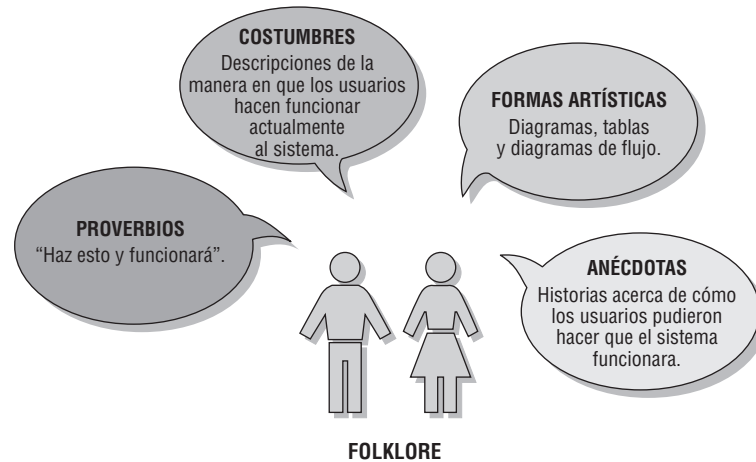 COSTUMBRES
Descripciones de la
manera en que los usuarios
hacen funcionar
actualmente
al sistema.
FORMAS ARTÍSTICAS
Diagramas, tablas
y diagramas de flujo.
PROVERBIOS
“Haz esto y funcionará”.
ANÉCDOTAS
Historias acerca de cómo
los usuarios pudieron
hacer que el sistema
funcionara.
FOLKLORE